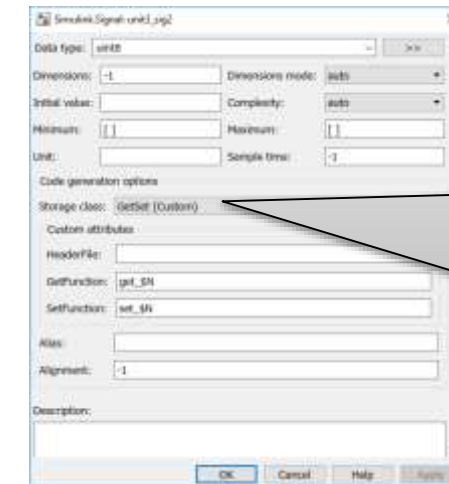 Simulink.Signal: unit1_sig2
Data type: uint8 >>
Dimensions: -1 Dimensions mode: auto
Initial value: Complexity: auto
Minimum: [ ] Maximum: [ ]
Unit: Sample time: -1
Code generation options
Storage class: GetSet (Custom)
Custom attributes
HeaderFile:
GetFunction: get_$N
SetFunction: set_$N
Alias:
Alignment: -1
Description:
OK Cancel Help Apply